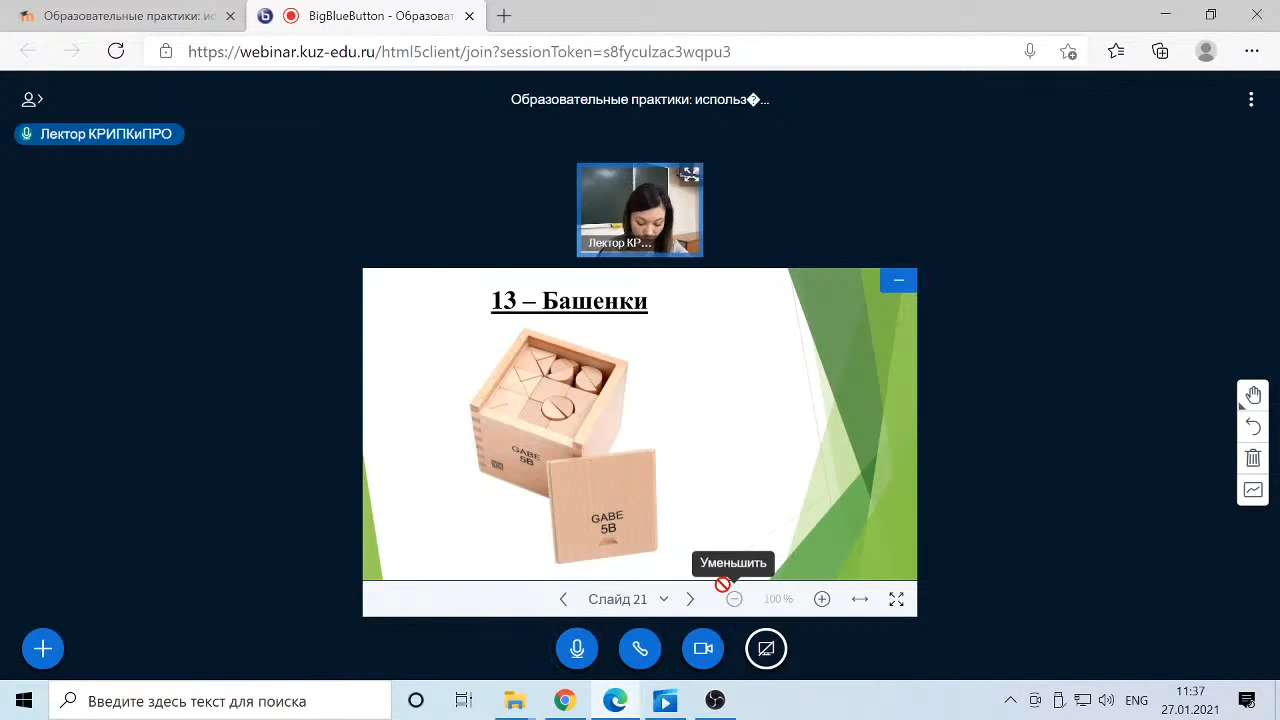 Образовательные практики: ис
BigBlueButton - Образоват
https://webinar.kuz-edu.ru/html5client/join?sessionToken=s8fyculzac3wqpu3
Образовательные практики: использ�...
Лектор КРИПКиПРО
Лектор КР...
13 – Башенки
GABE
5B
GABE
5B
Уменьшить
Слайд 21
100 %
Введите здесь текст для поиска
ENG
11:37
27.01.2021